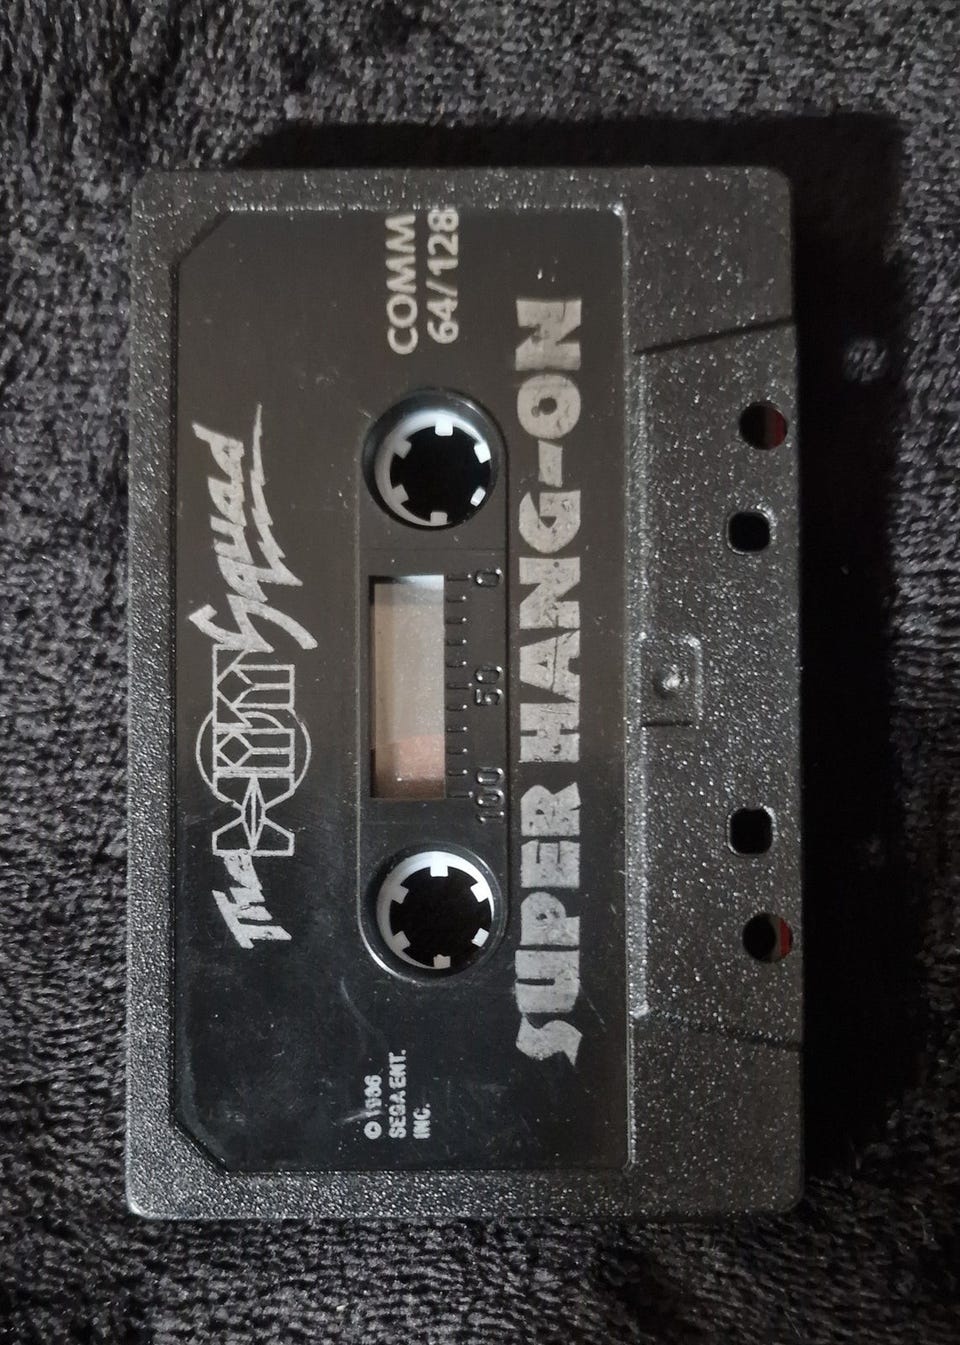 The HIT Squad
COMM
64/128
100 50 0
© 1986
SEGA ENT.
INC.
SUPER HANG-ON